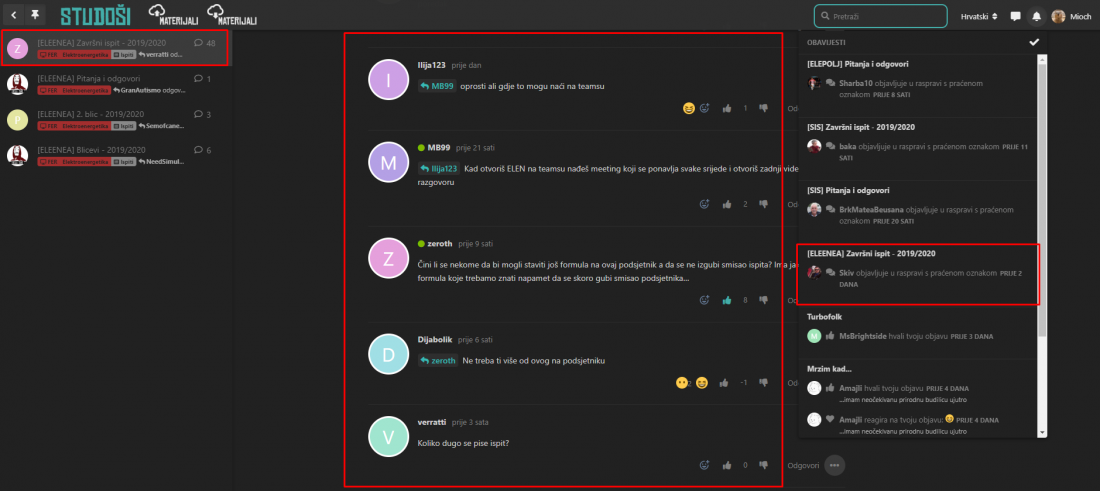 STUDOŠI
MATERIJALI
MATERIJALI
Pretraži
Hrvatski
Mioch
Z
[ELEENEA] Završni ispit - 2019/2020
48
FER
Elektroenergetika
Ispiti
verratti od...
[ELEENEA] Pitanja i odgovori
1
FER
Elektroenergetika
GranAutismo odgov...
P
[ELEENEA] 2. blic - 2019/2020
3
FER
Elektroenergetika
Ispiti
Semofcane...
[ELEENEA] Blicevi - 2019/2020
6
FER
Elektroenergetika
Ispiti
NeedSimul...
I
Ilija123 prije dan
MB99 oprosti ali gdje to mogu nači na teamsu
1
Od
M
MB99 prije 21 sati
Ilija123 Kad otvoriš ELEN na teamsu nađeš meeting koji se ponavlja svake srijede i otvoriš zadnji vide
razgovoru
2
Od
Z
zeroth prije 9 sati
Čini li se nekome da bi mogli staviti još formula na ovaj podsjetnik a da se ne izgubi smisao ispita? Ima ja
formula koje trebamo znati napamet da se skoro gubi smisao podsjetnika...
8
Od
D
Dijabolik prije 6 sati
zeroth Ne treba ti više od ovog na podsjetniku
2
-1
Od
V
verratti prije 3 sata
Koliko dugo se pise ispit?
0
Odgovori
OBAVIJESTI
[ELEPOLJ] Pitanja i odgovori
Sharba10 objavljuje u raspravi s praćenom
oznakom PRIJE 8 SATI
[SIS] Završni ispit - 2019/2020
baka objavljuje u raspravi s praćenom oznakom PRIJE 11
SATI
[SIS] Pitanja i odgovori
BrkMateaBeusana objavljuje u raspravi s praćenom
oznakom PRIJE 20 SATI
[ELEENEA] Završni ispit - 2019/2020
Skiv objavljuje u raspravi s praćenom oznakom PRIJE 2
DANA
Turbofolk
M
MsBrightside hvali tvoju objavu PRIJE 3 DANA
Mrzim kad...
Amajli hvali tvoju objavu PRIJE 4 DANA
...imam neočekivanu prirodnu budilicu ujutro
Amajli reagira na tvoju objavu: PRIJE 4 DANA
...imam neočekivanu prirodnu budilicu ujutro